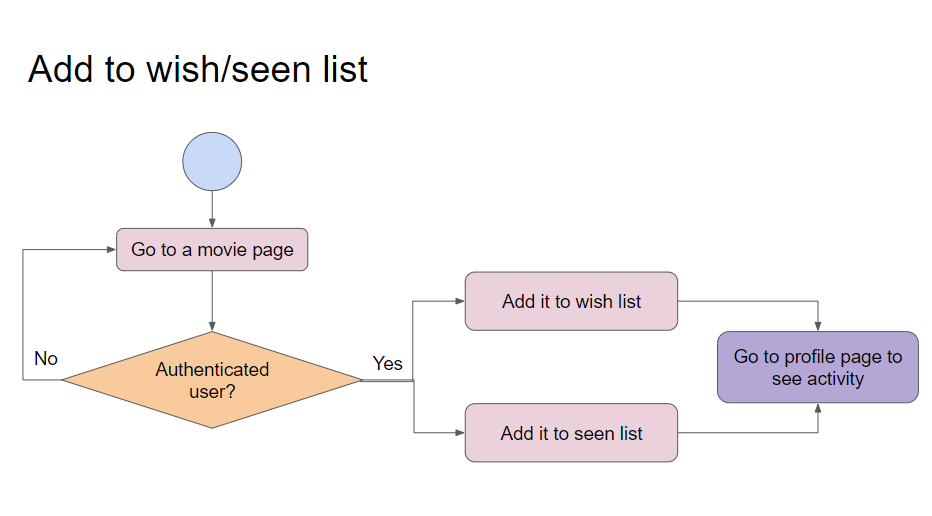 Add to wish/seen list
Go to a movie page
Add it to wish list
No
Authenticated
user?
Yes
Go to profile page to
see activity
Add it to seen list